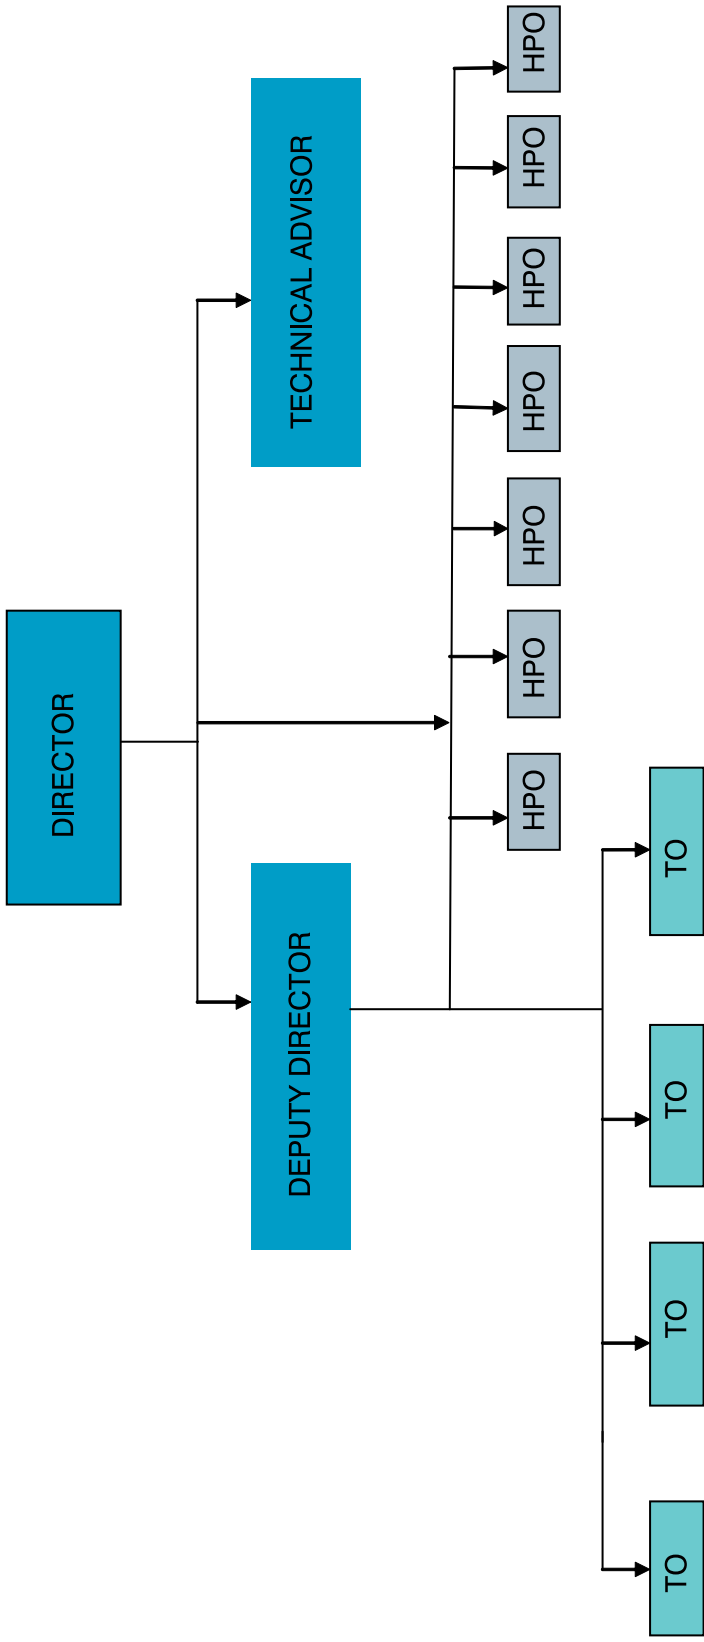 DIRECTOR
DEPUTY DIRECTOR
TECHNICAL ADVISOR
HPO
HPO
HPO
HPO
HPO
HPO
HPO
TO
TO
TO
TO